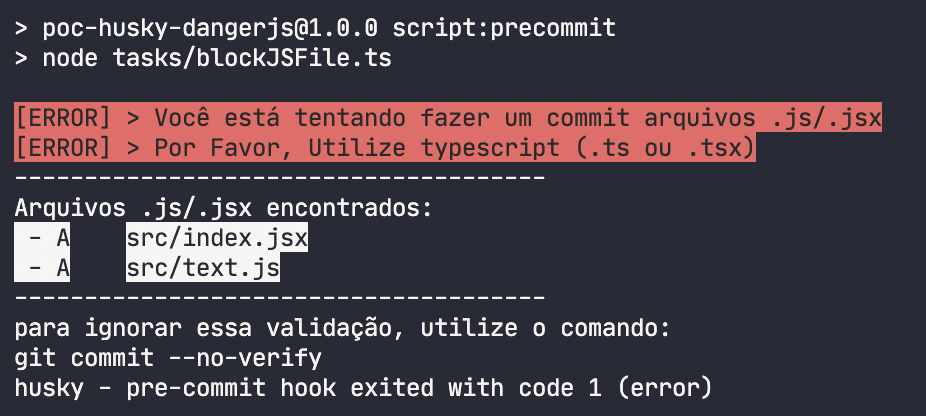 > poc-husky-dangerjs@1.0.0 script:precommit
> node tasks/blockJSFile.ts
[ERROR] > Você está tentando fazer um commit arquivos .js/.jsx
[ERROR] > Por Favor, Utilize typescript (.ts ou .tsx)
--------------------------------------
Arquivos .js/.jsx encontrados:
- A    src/index.jsx
- A    src/text.js
--------------------------------------
para ignorar essa validação, utilize o comando:
git commit --no-verify
husky - pre-commit hook exited with code 1 (error)